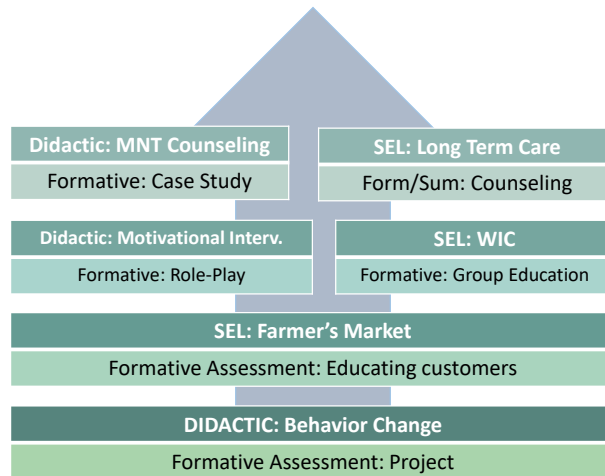 Didactic: MNT Counseling
Formative: Case Study
SEL: Long Term Care
Form/Sum: Counseling
Didactic: Motivational Interv.
Formative: Role-Play
SEL: WIC
Formative: Group Education
SEL: Farmer’s Market
Formative Assessment: Educating customers
DIDACTIC: Behavior Change
Formative Assessment: Project